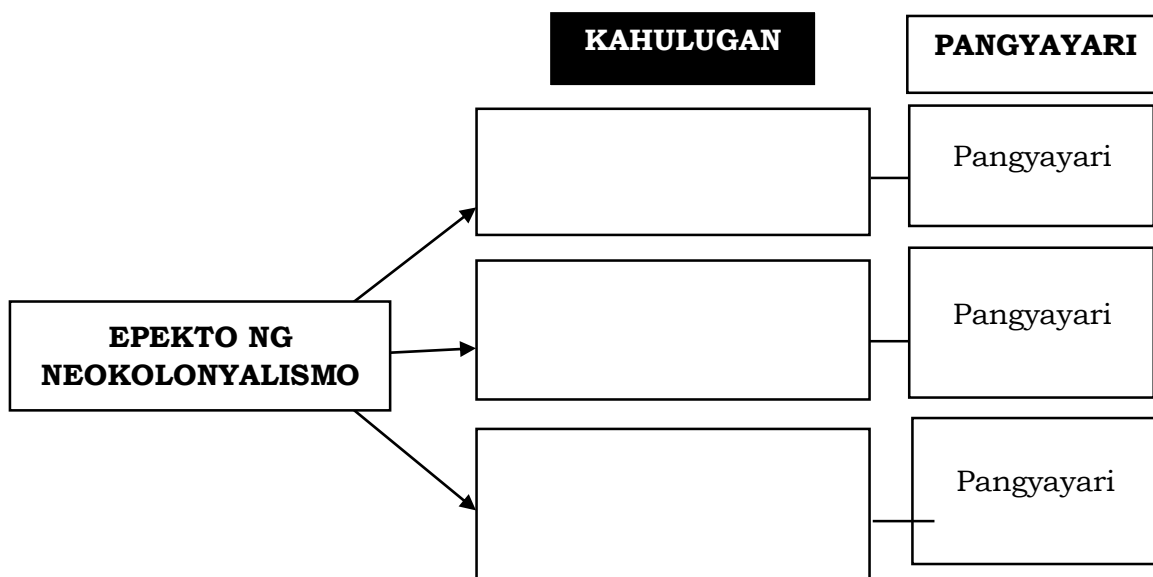 KAHULUGAN
PANGYAYARI
Pangyayari
EPEKTO NG
NEOKOLONYALISMO
Pangyayari
Pangyayari